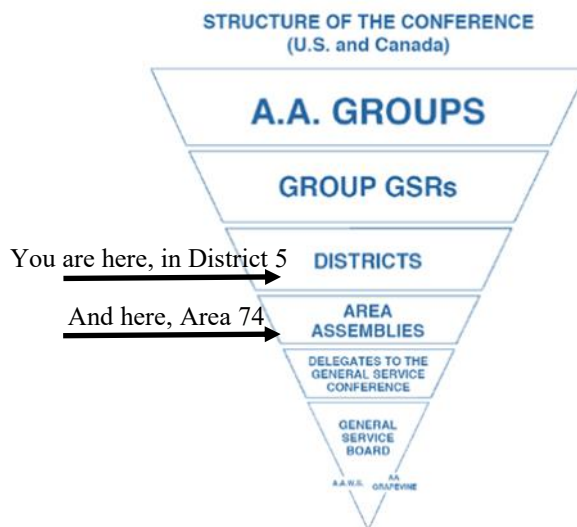 STRUCTURE OF THE CONFERENCE
(U.S. and Canada)
A.A. GROUPS
GROUP GSRs
You are here, in District 5
DISTRICTS
And here, Area 74
AREA
ASSEMBLIES
DELEGATES TO THE
GENERAL SERVICE
CONFERENCE
GENERAL
SERVICE
BOARD
A.A.W.S.
AA
GRAPEVINE